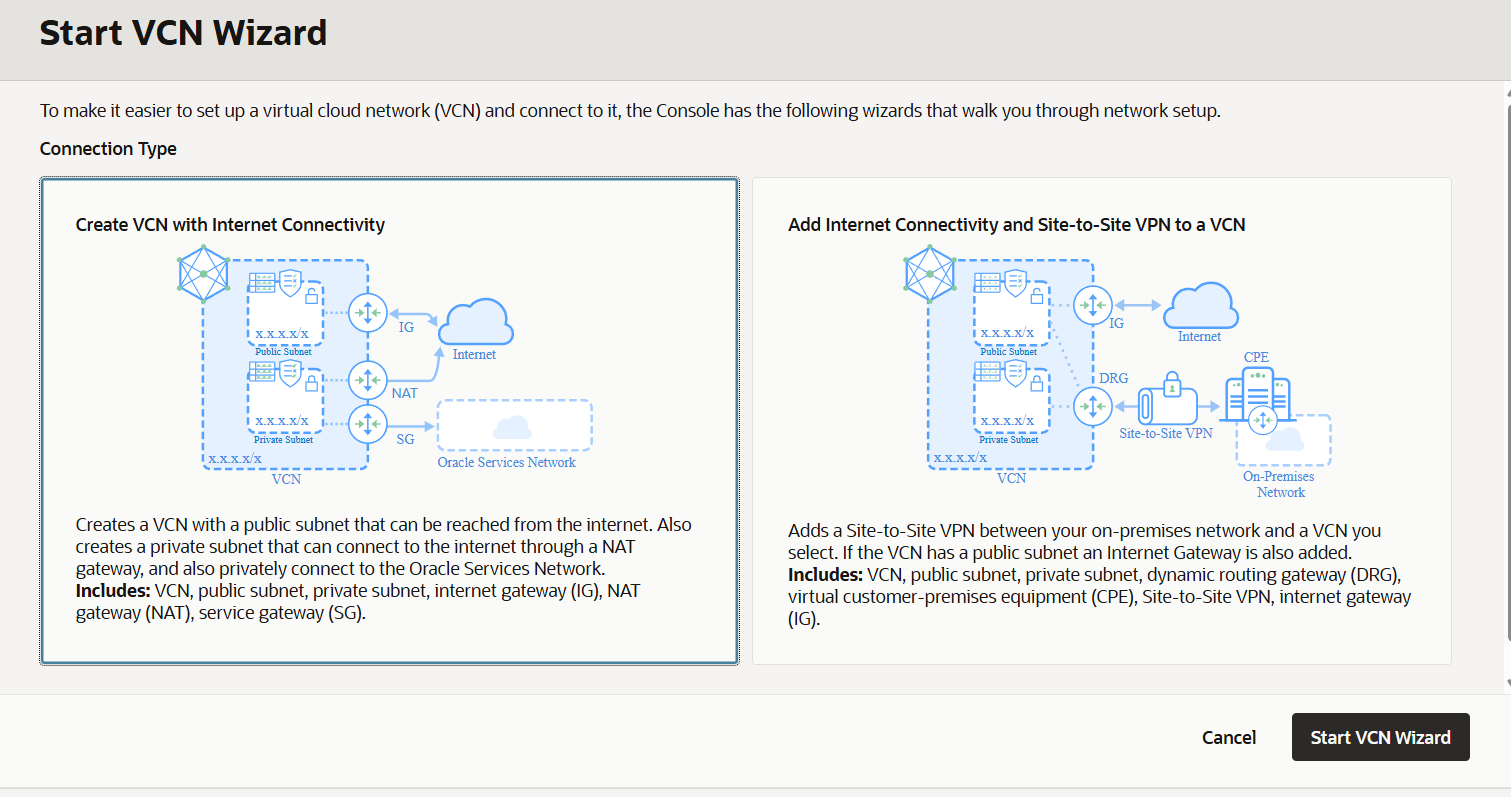 Start VCN Wizard
To make it easier to set up a virtual cloud network (VCN) and connect to it, the Console has the following wizards that walk you through network setup.
Connection Type
Create VCN with Internet Connectivity
x.x.x.x/x
Public Subnet
IG
Internet
NAT
x.x.x.x/x
Private Subnet
SG
x.x.x.x/x
Oracle Services Network
VCN
Creates a VCN with a public subnet that can be reached from the internet. Also
creates a private subnet that can connect to the internet through a NAT
gateway, and also privately connect to the Oracle Services Network.
Includes: VCN, public subnet, private subnet, internet gateway (IG), NAT
gateway (NAT), service gateway (SG).
Add Internet Connectivity and Site-to-Site VPN to a VCN
x.x.x.x/x
Public Subnet
IG
Internet
CPE
DRG
x.x.x.x/x
Private Subnet
Site-to-Site VPN
x.x.x.x/x
VCN
On-Premises
Network
Adds a Site-to-Site VPN between your on-premises network and a VCN you
select. If the VCN has a public subnet an Internet Gateway is also added.
Includes: VCN, public subnet, private subnet, dynamic routing gateway (DRG),
virtual customer-premises equipment (CPE), Site-to-Site VPN, internet gateway
(IG).
Cancel
Start VCN Wizard